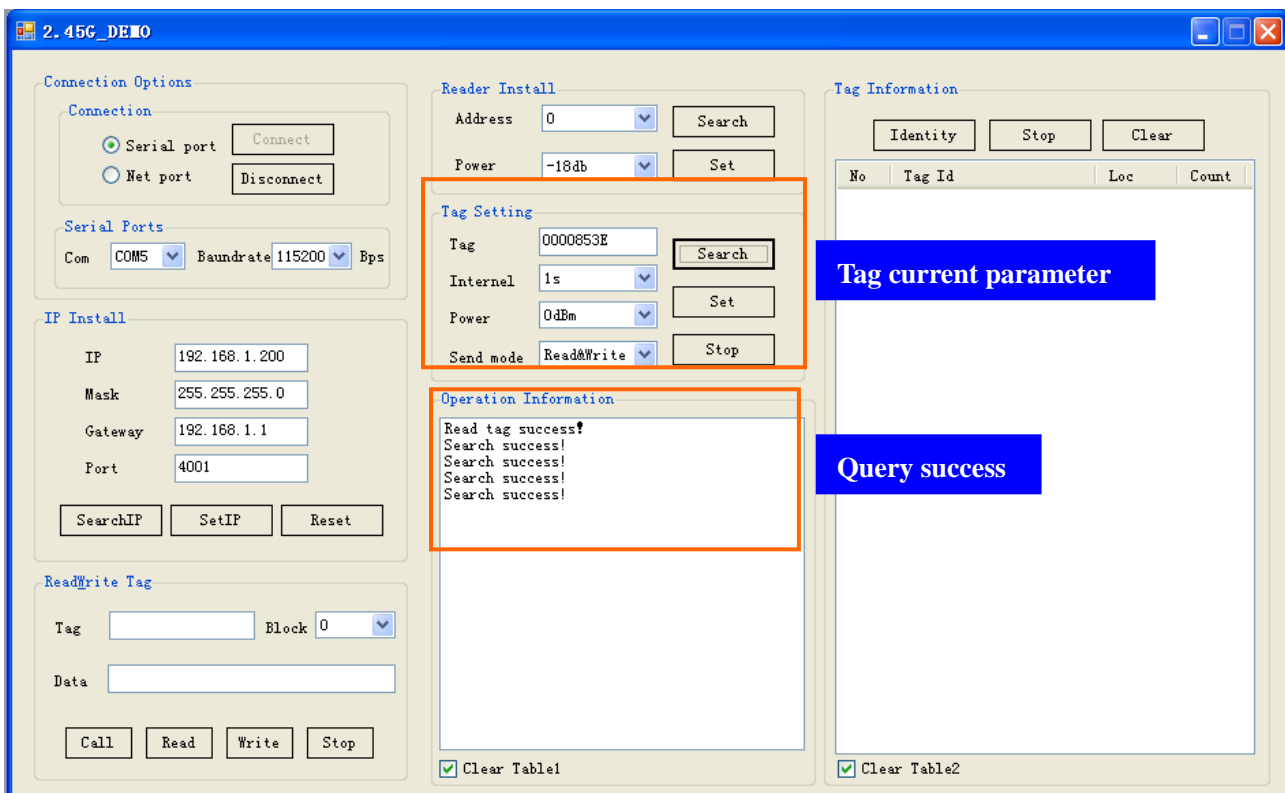 2.45G_DEMO
Connection Options
Connection
Serial port
Connect
Net port
Disconnect
Serial Ports
Com COM5 Baundrate 115200 Bps
IP Install
IP 192.168.1.200
Mask 255.255.255.0
Gateway 192.168.1.1
Port 4001
SearchIP SetIP Reset
ReadWrite Tag
Tag Block 0
Data
Call Read Write Stop
Reader Install
Address 0 Search
Power -18db Set
Tag Setting
Tag 0000853E Search
Internel 1s
Set
Power 0dBm
Send mode Read&Write Stop
Operation Information
Read tag success!
Search success!
Search success!
Search success!
Search success!
Clear Table1
Tag Information
Identity Stop Clear
No Tag Id Loc Count
Tag current parameter
Query success
Clear Table2